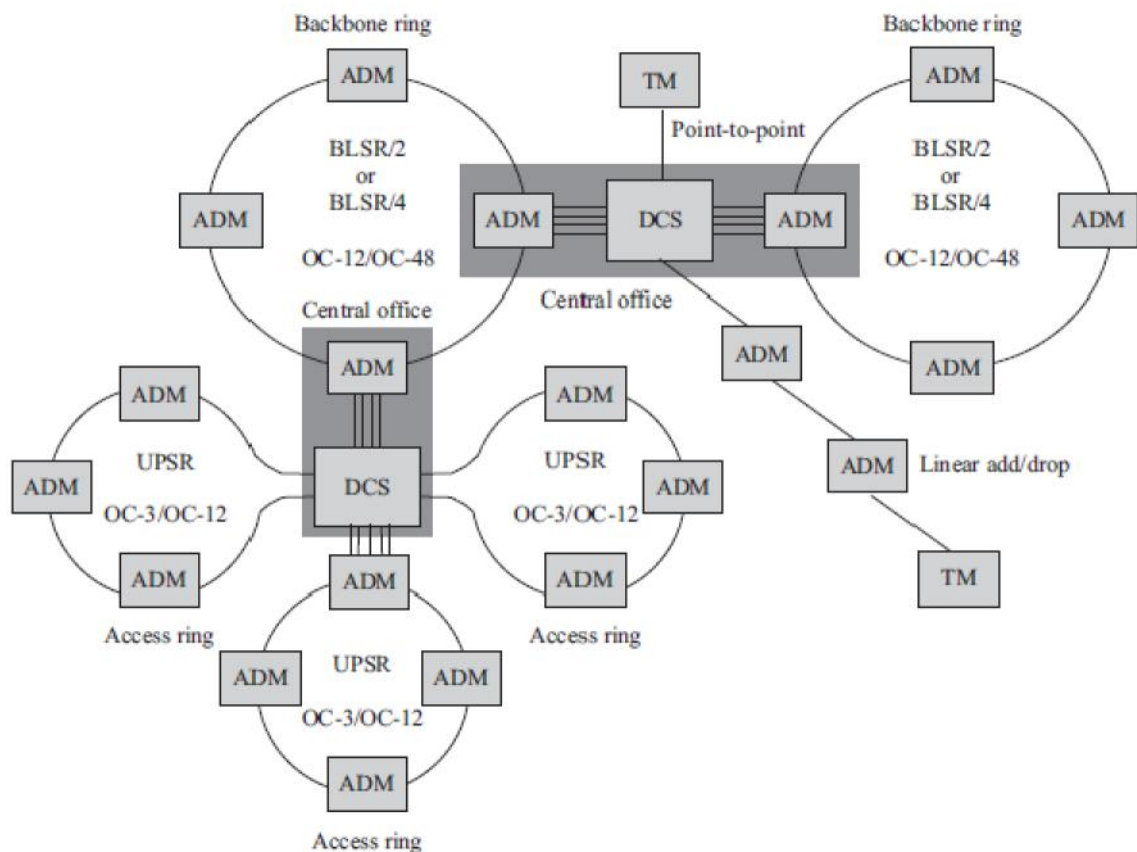 Backbone ring
Backbone ring
ADM
TM
ADM
Point-to-point
BLSR/2
or
BLSR/4
BLSR/2
or
BLSR/4
ADM
ADM
DCS
ADM
ADM
OC-12/OC-48
OC-12/OC-48
Central office
Central office
ADM
ADM
ADM
ADM
ADM
UPSR
UPSR
ADM
Linear add/drop
ADM
DCS
ADM
OC-3/OC-12
OC-3/OC-12
ADM
ADM
ADM
TM
Access ring
Access ring
ADM
UPSR
ADM
OC-3/OC-12
ADM
Access ring